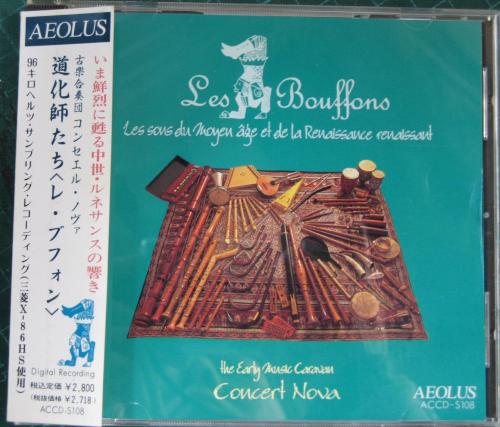 AEOLUS
いま鮮烈に甦る中世・ルネサンスの響き
古楽合奏団 コンセエル・ノヴァ
道化師たち〈レ・ブフォン〉
96キロヘルツ・サンプリング・レコーディング(三菱X-86HS使用)
Digital Recording
税込定価 ¥2,800
(税抜価格 ¥2,718)
ACCD-S108
Les Bouffons
Les sons du Moyen âge et de la Renaissance renaissant
the Early Music Caravan
Concert Nova
AEOLUS
ACCD-S108